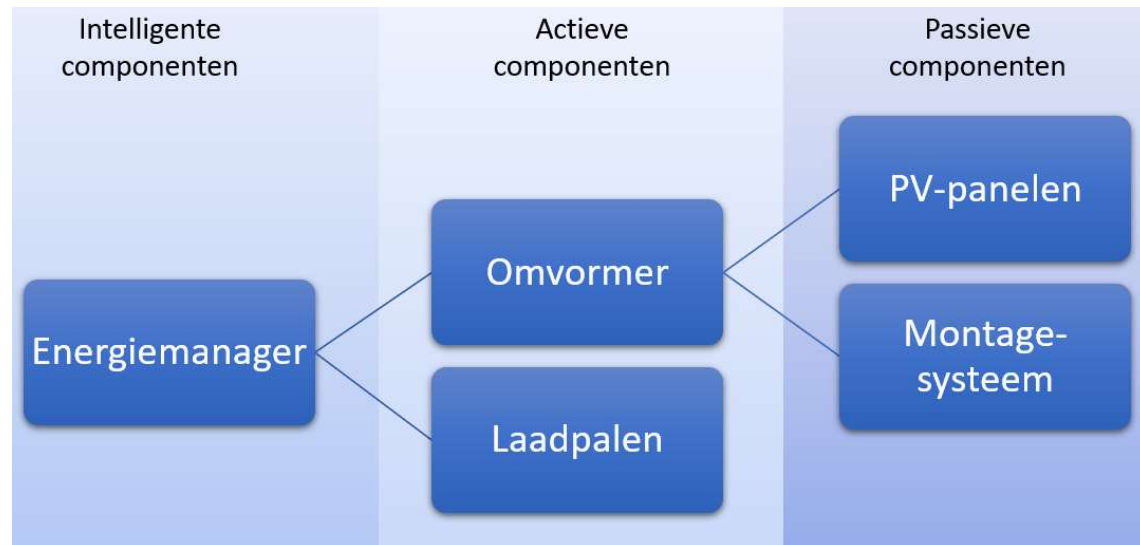 Intelligente
componenten
Actieve
componenten
Passieve
componenten
Energiemanager
Omvormer
Laadpalen
PV-panelen
Montage-
systeem